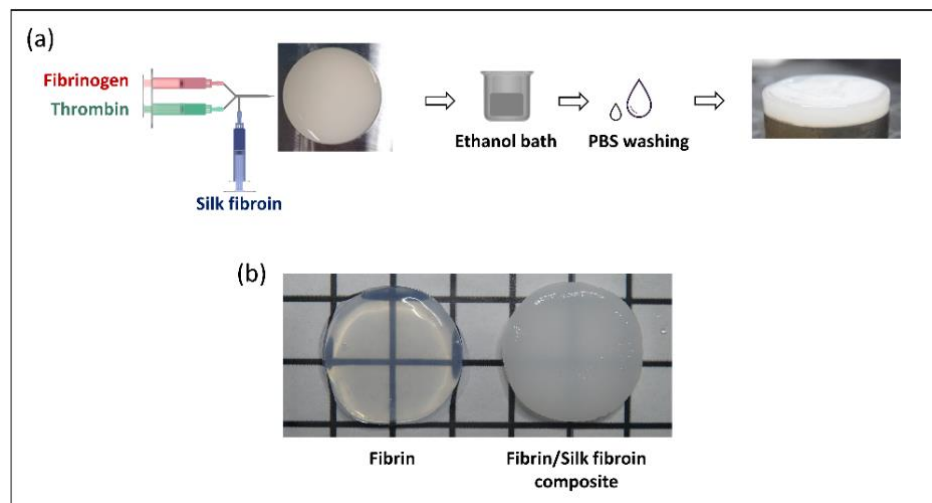 (a)
Fibrinogen
Thrombin
Silk fibroin
Ethanol bath
PBS washing
(b)
Fibrin
Fibrin/Silk fibroin
composite